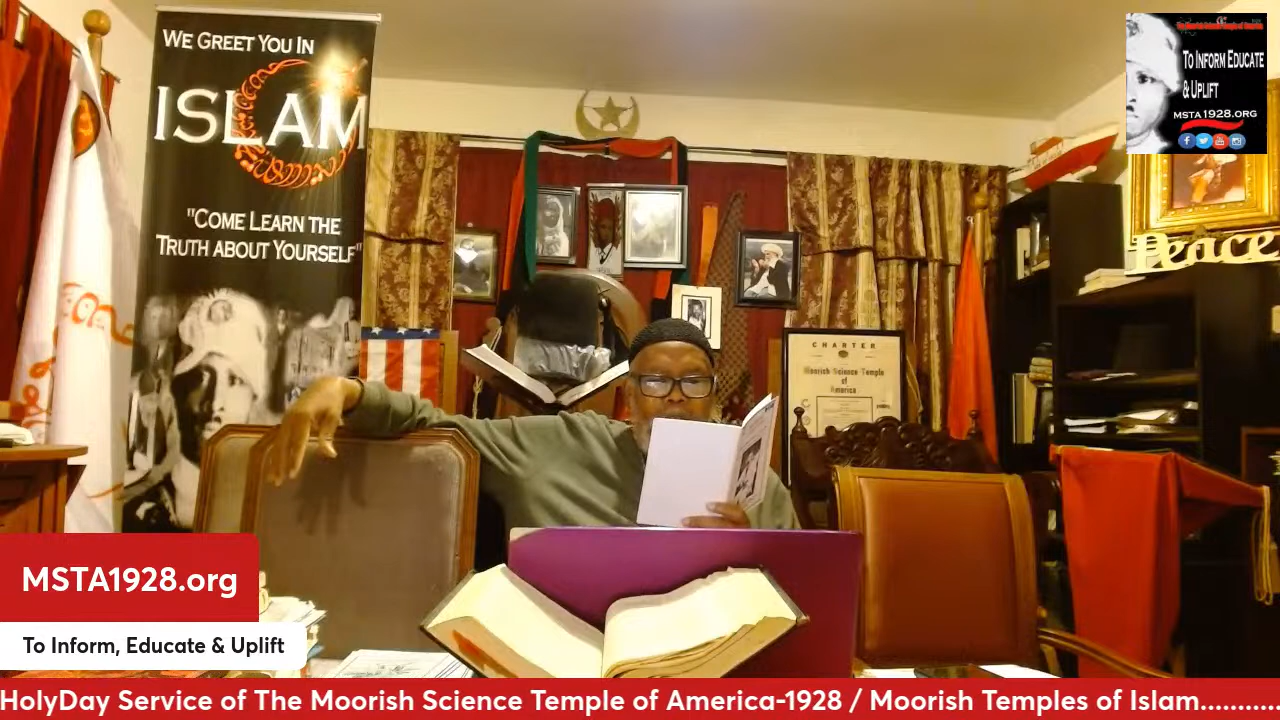 WE GREET YOU IN
ISLAM
"COME LEARN THE
TRUTH ABOUT YOURSELF"
TO INFORM EDUCATE
& UPLIFT
MSTA 1928.ORG
Peace
CHARTER
Moorish Science Temple
of
America
MSTA1928.org
To Inform, Educate & Uplift
HolyDay Service of The Moorish Science Temple of America-1928 / Moorish Temples of Islam...........